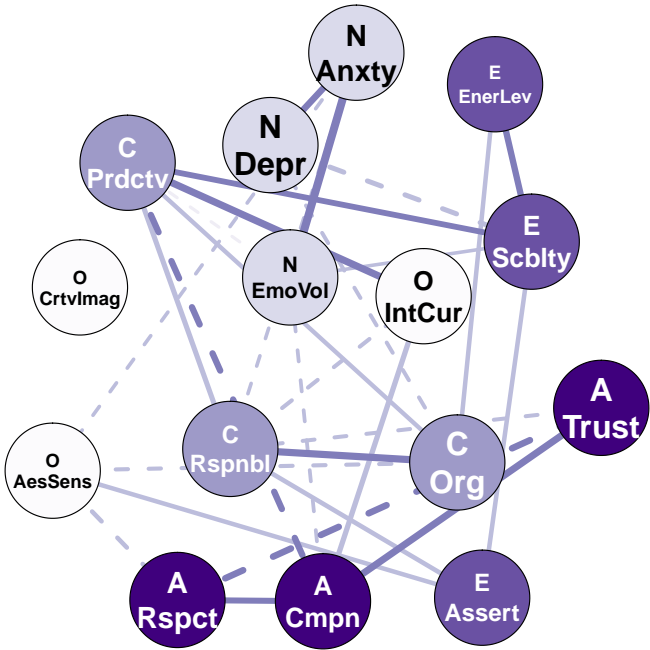 N
Anxty
E
EnerLev
N
Depr
C
Prdctv
E
Scblty
N
EmoVol
O
CrtvImag
O
IntCur
A
Trust
C
Rspnbl
C
Org
O
AesSens
A
Rspct
A
Cmpn
E
Assert